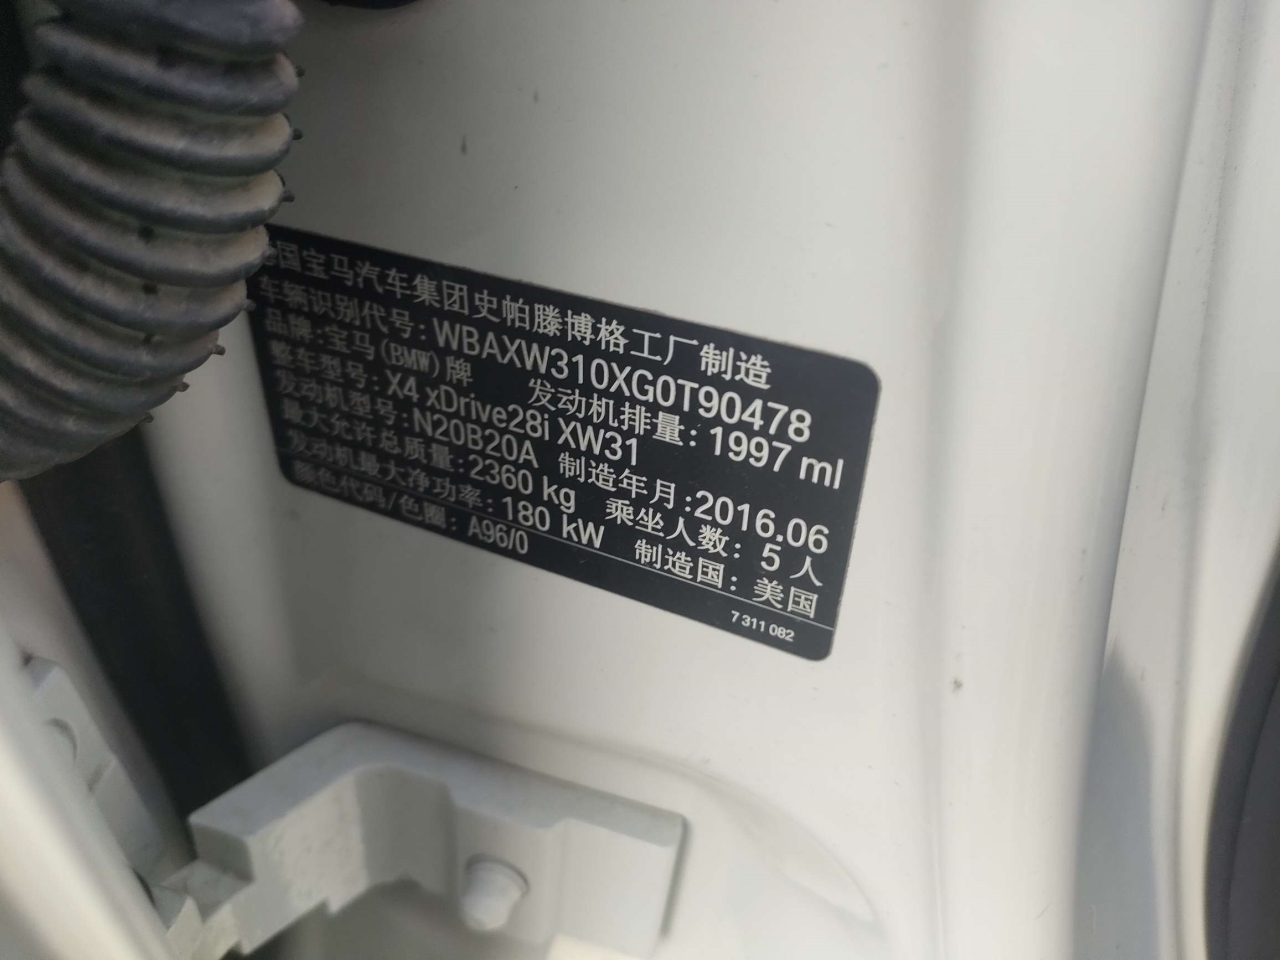 德国宝马汽车集团史帕滕博格工厂制造
车辆识别代号: WBAXW310XG0T90478
品牌: 宝马(BMW)牌 发动机排量: 1997 ml
整车型号: X4 xDrive28i XW31
发动机型号: N20B20A 制造年月: 2016.06
最大允许总质量: 2360 kg 乘坐人数: 5 人
发动机最大净功率: 180 kW 制造国: 美国
颜色代码/色圈: A96/0
7 311 082